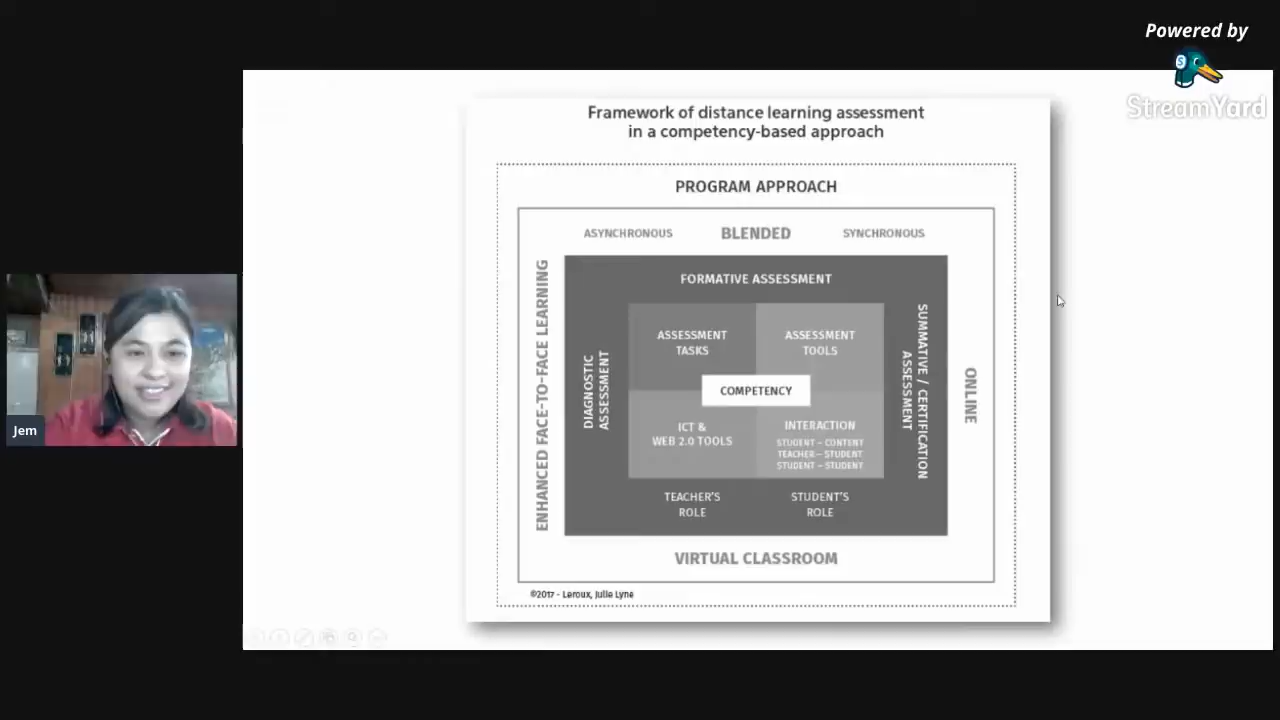 Powered by
StreamYard
Framework of distance learning assessment
in a competency-based approach
PROGRAM APPROACH
ASYNCHRONOUS BLENDED SYNCHRONOUS
ENHANCED FACE-TO-FACE LEARNING
FORMATIVE ASSESSMENT
DIAGNOSTIC
ASSESSMENT
ASSESSMENT
TASKS
ASSESSMENT
TOOLS
COMPETENCY
ICT &
WEB 2.0 TOOLS
INTERACTION
STUDENT – CONTENT
TEACHER – STUDENT
STUDENT – STUDENT
SUMMATIVE / CERTIFICATION
ASSESSMENT
ONLINE
TEACHER'S
ROLE
STUDENT'S
ROLE
VIRTUAL CLASSROOM
©2017 - Leroux, Julie Lyne
Jem